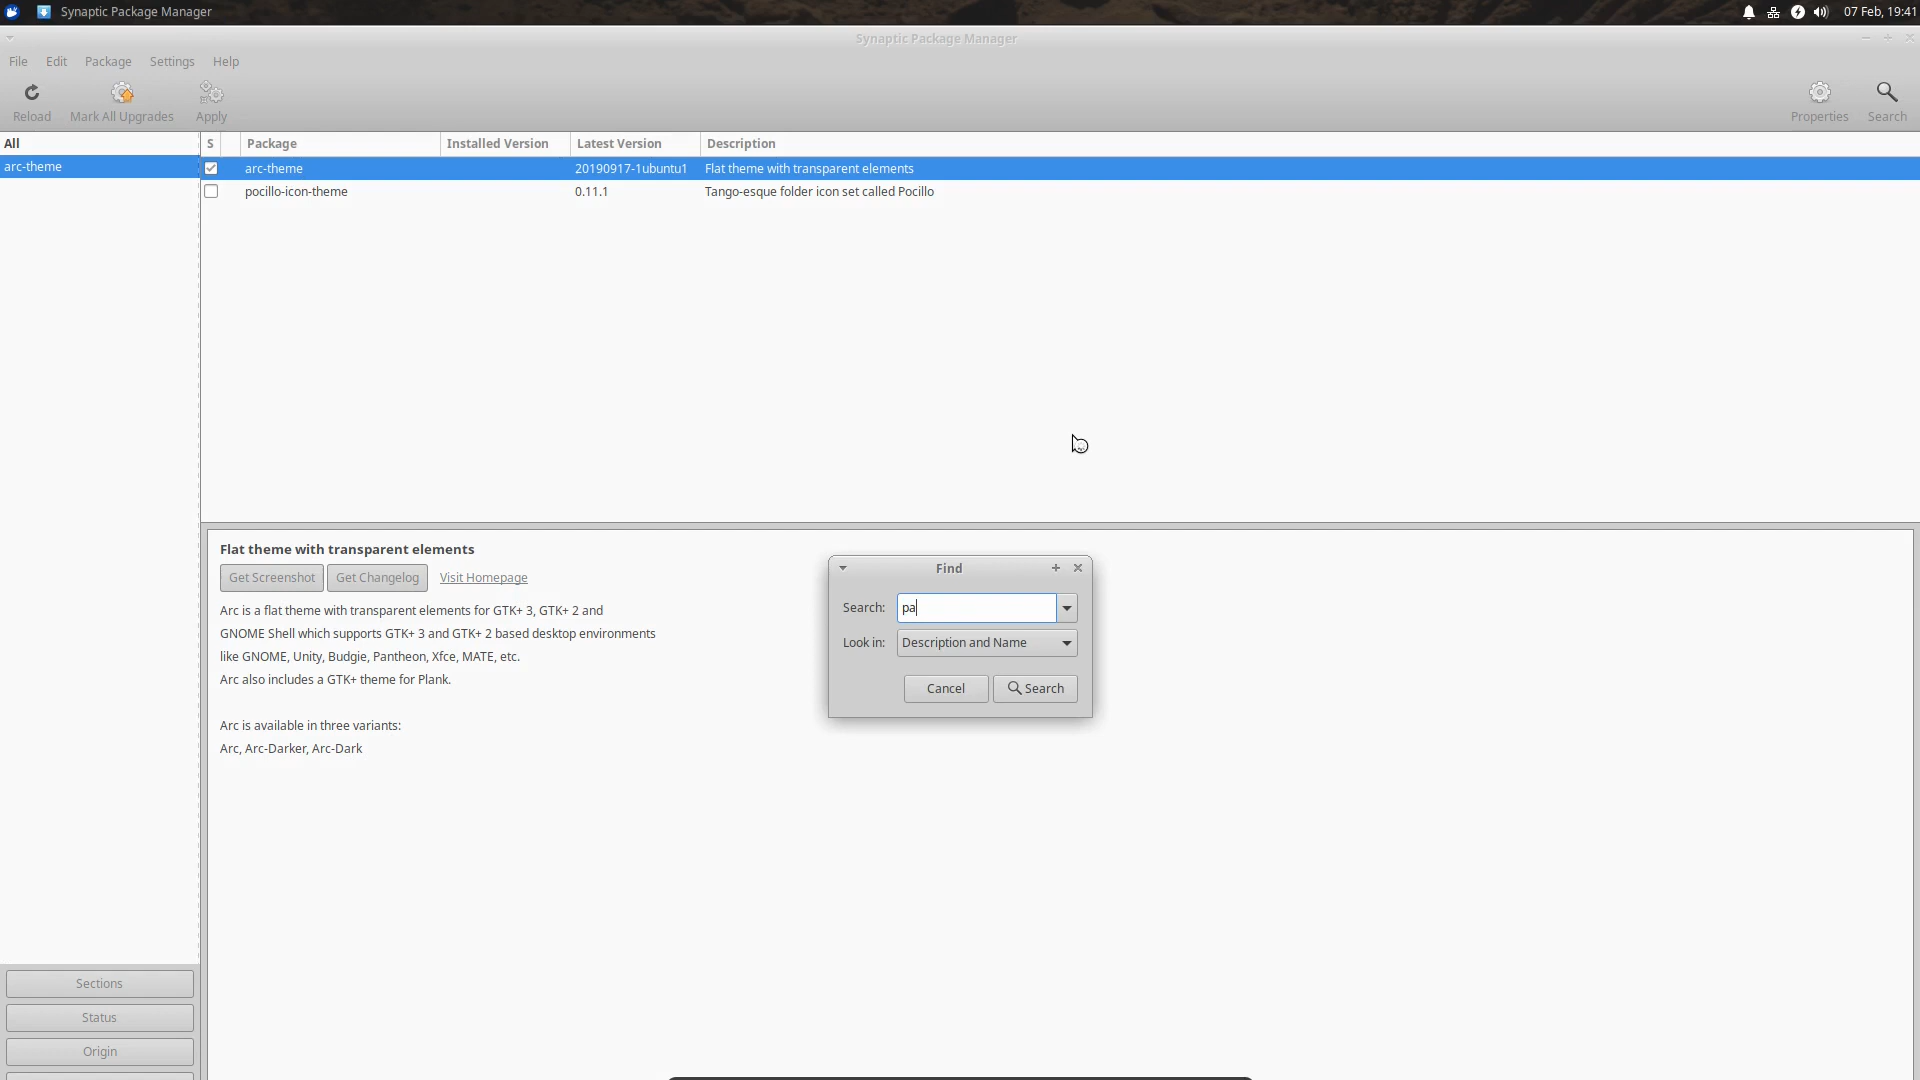 Synaptic Package Manager
07 Feb, 19:41
Synaptic Package Manager
File Edit Package Settings Help
Reload Mark All Upgrades Apply Properties Search
All
arc-theme
S Package Installed Version Latest Version Description
arc-theme 20190917-1ubuntu1 Flat theme with transparent elements
pocillo-icon-theme 0.11.1 Tango-esque folder icon set called Pocillo
Flat theme with transparent elements
Get Screenshot Get Changelog Visit Homepage
Arc is a flat theme with transparent elements for GTK+ 3, GTK+ 2 and
GNOME Shell which supports GTK+ 3 and GTK+ 2 based desktop environments
like GNOME, Unity, Budgie, Pantheon, Xfce, MATE, etc.
Arc also includes a GTK+ theme for Plank.
Arc is available in three variants:
Arc, Arc-Darker, Arc-Dark
Find
Search: pa
Look in: Description and Name
Cancel Search
Sections
Status
Origin